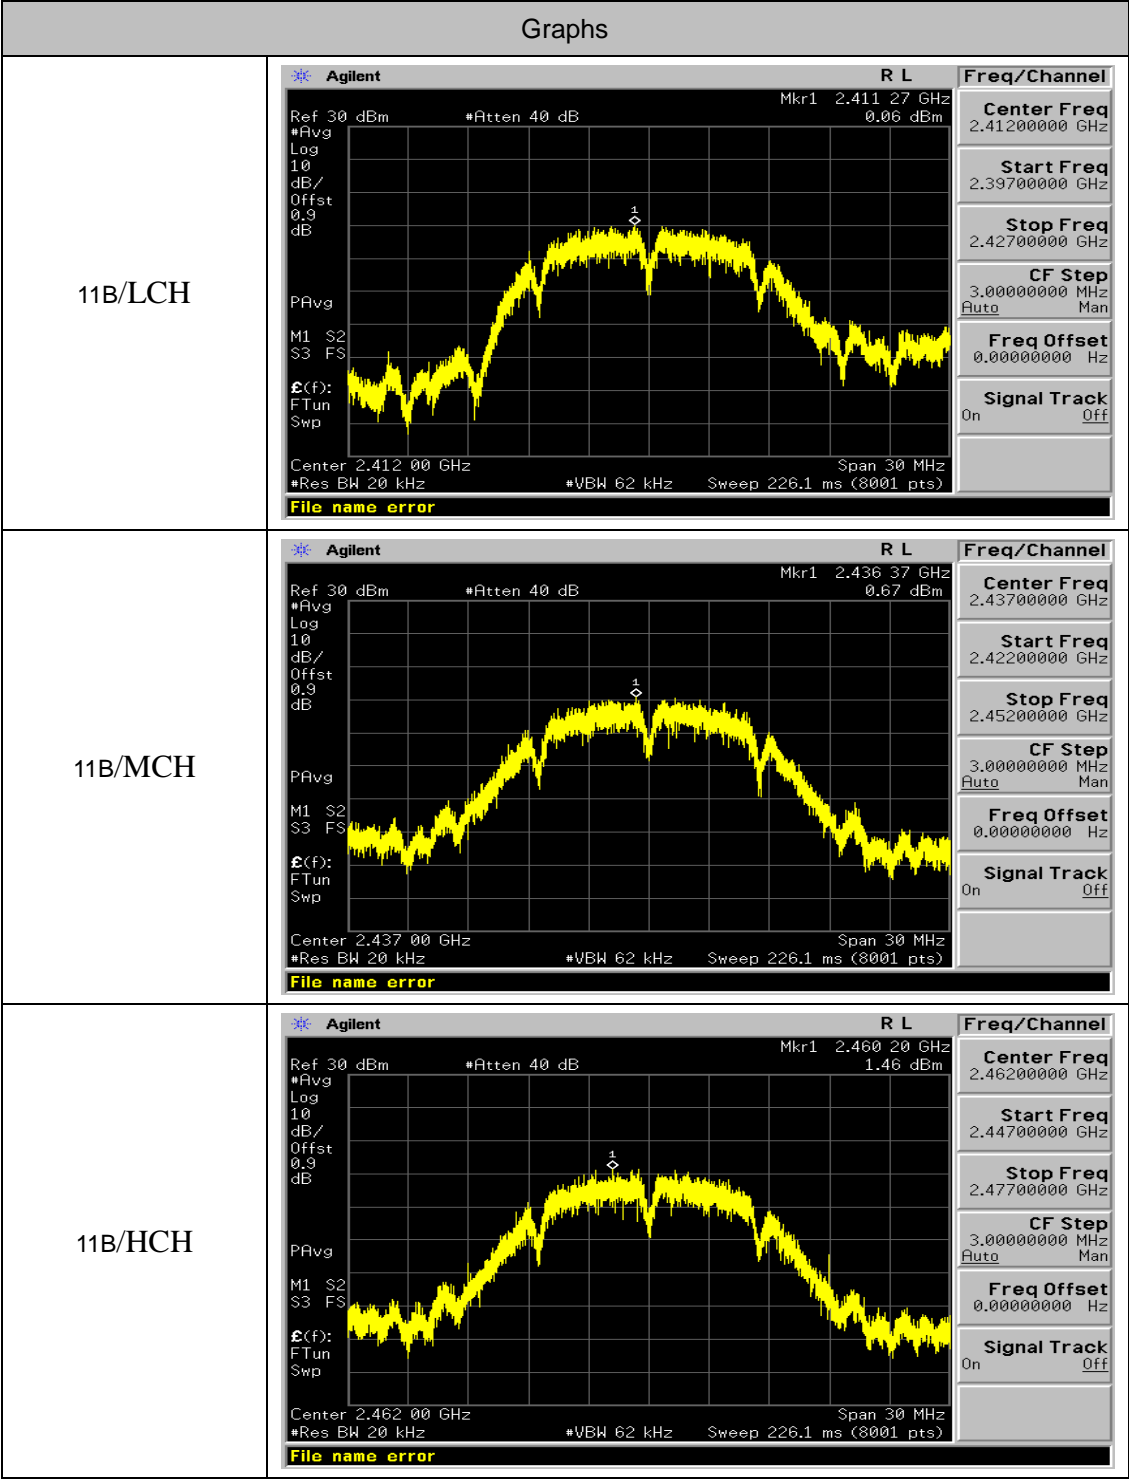 Graphs
11B/LCH
Agilent R L Freq/Channel
Mkr1 2.411 27 GHz
Ref 30 dBm #Atten 40 dB 0.06 dBm
#Avg
Log
10
dB/
Offst
0.9
dB
1
PAvg
M1 S2
S3 FS
£(f):
FTun
Swp
Center 2.412 00 GHz Span 30 MHz
#Res BW 20 kHz #VBW 62 kHz Sweep 226.1 ms (8001 pts)
File name error
Center Freq
2.41200000 GHz
Start Freq
2.39700000 GHz
Stop Freq
2.42700000 GHz
CF Step
3.00000000 MHz
Auto Man
Freq Offset
0.00000000 Hz
Signal Track
On Off
11B/MCH
Agilent R L Freq/Channel
Mkr1 2.436 37 GHz
Ref 30 dBm #Atten 40 dB 0.67 dBm
#Avg
Log
10
dB/
Offst
0.9
dB
1
PAvg
M1 S2
S3 FS
£(f):
FTun
Swp
Center 2.437 00 GHz Span 30 MHz
#Res BW 20 kHz #VBW 62 kHz Sweep 226.1 ms (8001 pts)
File name error
Center Freq
2.43700000 GHz
Start Freq
2.42200000 GHz
Stop Freq
2.45200000 GHz
CF Step
3.00000000 MHz
Auto Man
Freq Offset
0.00000000 Hz
Signal Track
On Off
11B/HCH
Agilent R L Freq/Channel
Mkr1 2.460 20 GHz
Ref 30 dBm #Atten 40 dB 1.46 dBm
#Avg
Log
10
dB/
Offst
0.9
dB
1
PAvg
M1 S2
S3 FS
£(f):
FTun
Swp
Center 2.462 00 GHz Span 30 MHz
#Res BW 20 kHz #VBW 62 kHz Sweep 226.1 ms (8001 pts)
File name error
Center Freq
2.46200000 GHz
Start Freq
2.44700000 GHz
Stop Freq
2.47700000 GHz
CF Step
3.00000000 MHz
Auto Man
Freq Offset
0.00000000 Hz
Signal Track
On Off